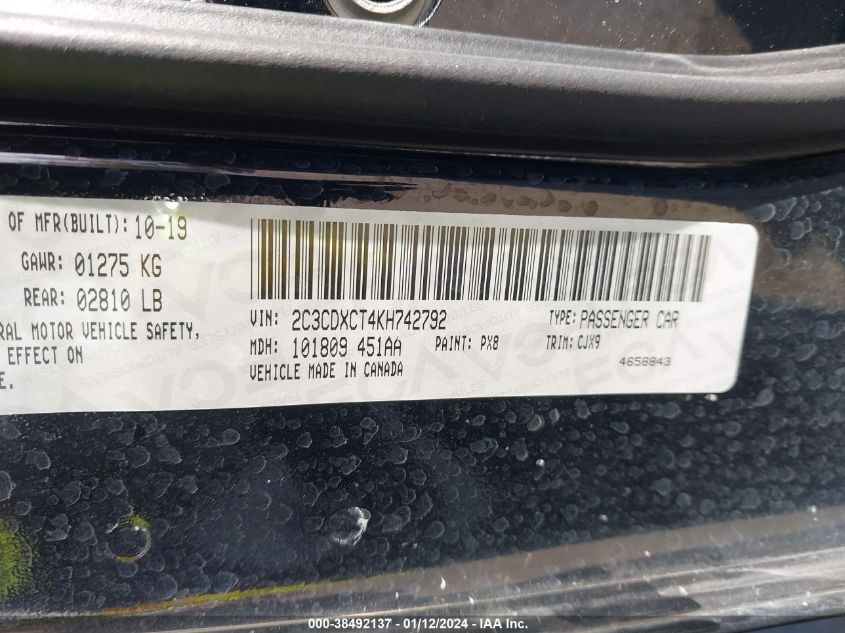 OF MFR(BUILT): 10-19
GAWR: 01275 KG
REAR: 02810 LB
RAL MOTOR VEHICLE SAFETY,
EFFECT ON
E.
VIN: 2C3CDXCT4KH742792 TYPE: PASSENGER CAR
MDH: 101809 451AA PAINT: PX8 TRIM: CJX9
VEHICLE MADE IN CANADA 4658843
000-38492137 - 01/12/2024 - IAA Inc.